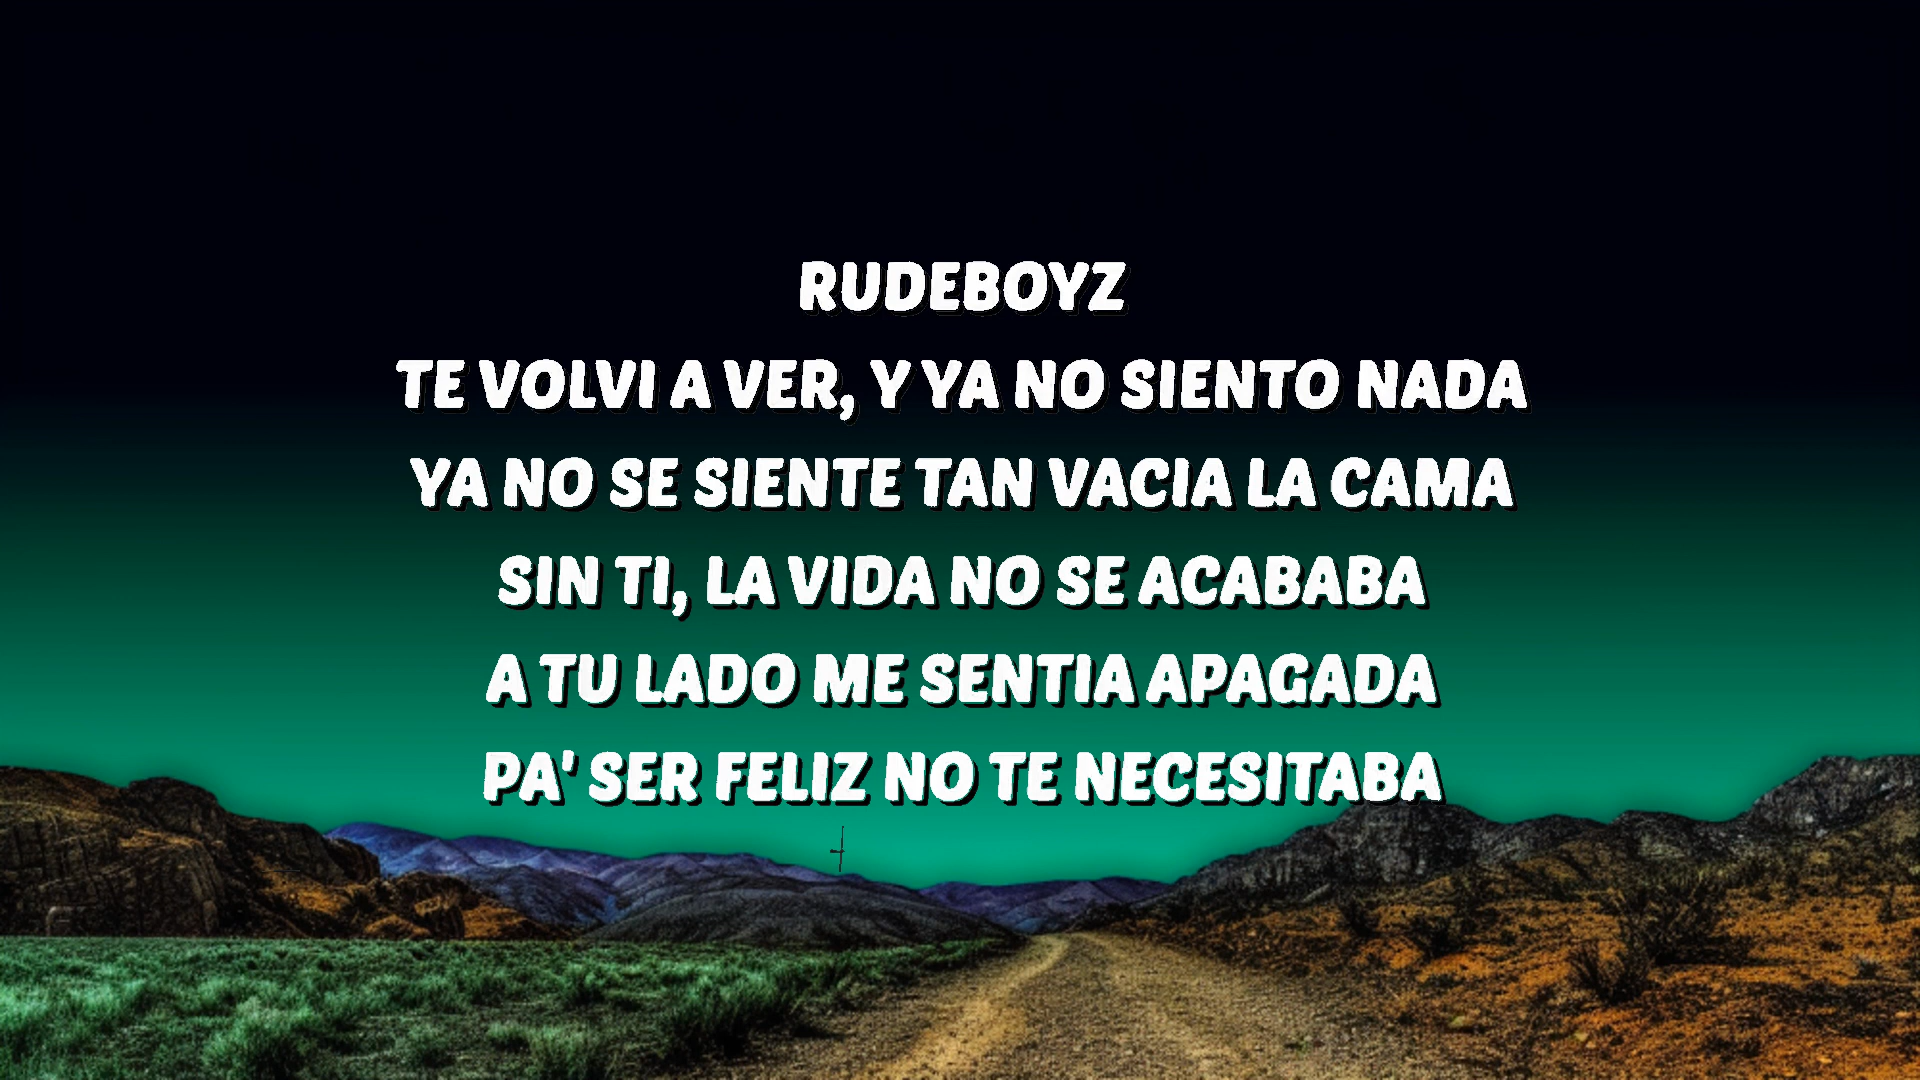 RUDEBOYZ
TE VOLVI A VER, Y YA NO SIENTO NADA
YA NO SE SIENTE TAN VACIA LA CAMA
SIN TI, LA VIDA NO SE ACABABA
A TU LADO ME SENTIA APAGADA
PA' SER FELIZ NO TE NECESITABA